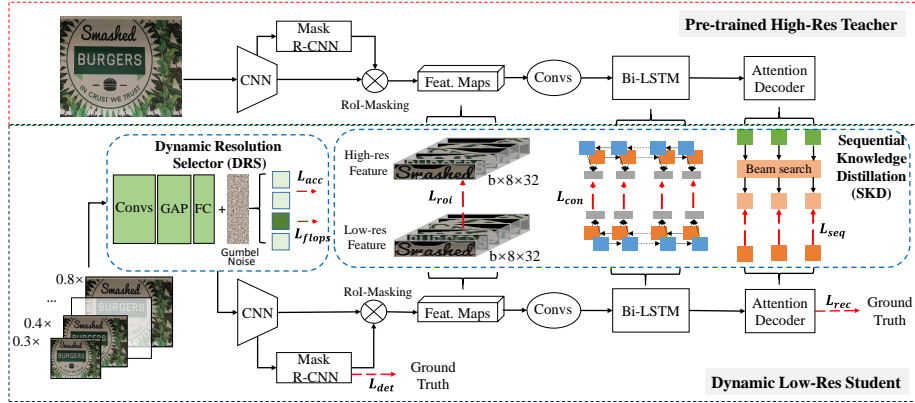 Smashed
BURGERS
IN CRUST WE TRUST
CNN
Mask
R-CNN
RoI-Masking
Feat. Maps
Convs
Bi-LSTM
Attention
Decoder
Pre-trained High-Res Teacher
Dynamic Resolution
Selector (DRS)
Convs
GAP
FC
+
Gumbel
Noise
L_acc
L_flops
High-res
Feature
Smashed
b×8×32
L_roi
Low-res
Feature
Smashed
b×8×32
L_con
Beam search
L_seq
Sequential
Knowledge
Distillation
(SKD)
0.8×
...
0.4×
0.3×
Smashed
BURGERS
Smashed
BURGERS
BURGERS
CNN
Mask
R-CNN
RoI-Masking
L_det
Ground
Truth
Feat. Maps
Convs
Bi-LSTM
Attention
Decoder
L_rec
Ground
Truth
Dynamic Low-Res Student